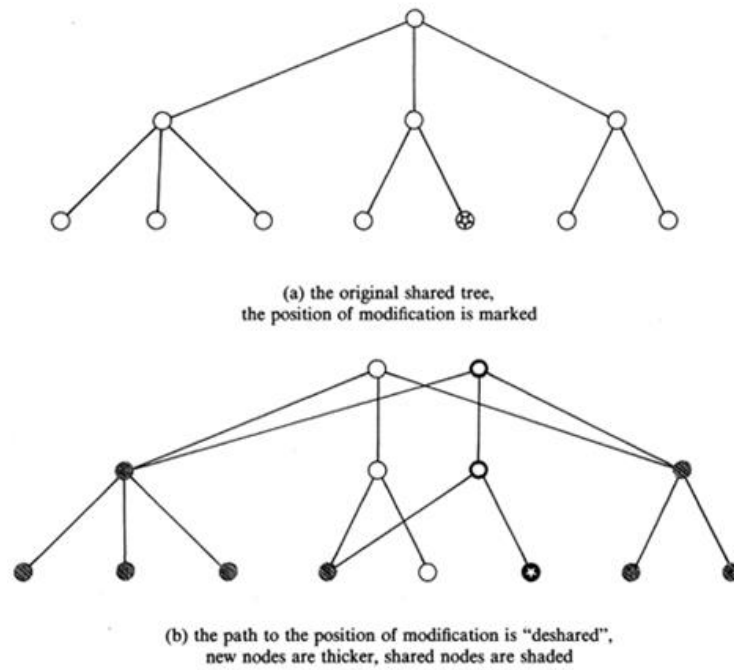 (a) the original shared tree,
the position of modification is marked
(b) the path to the position of modification is “deshared”,
new nodes are thicker, shared nodes are shaded